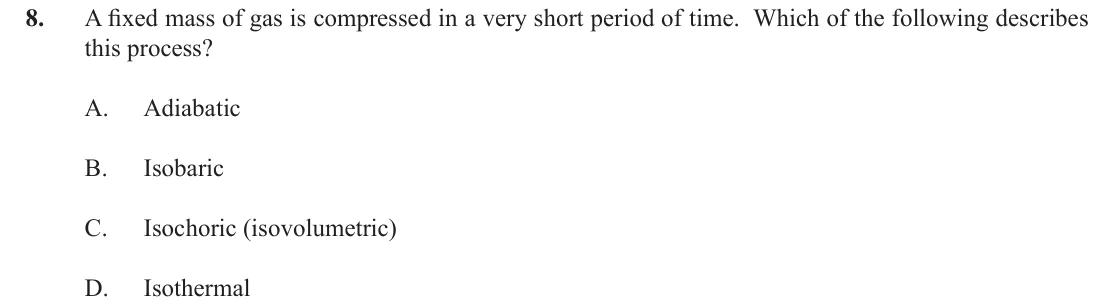 8. A fixed mass of gas is compressed in a very short period of time. Which of the following describes
this process?
A. Adiabatic
B. Isobaric
C. Isochoric (isovolumetric)
D. Isothermal